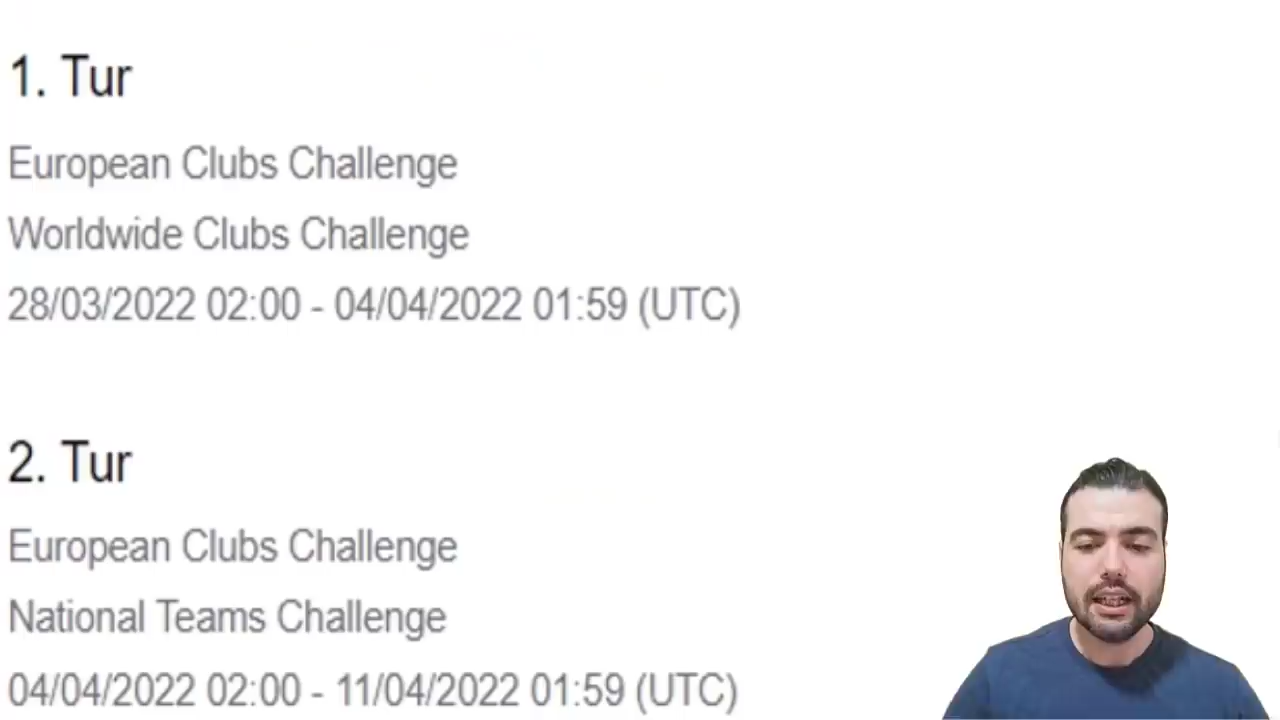 1. Tur
European Clubs Challenge
Worldwide Clubs Challenge
28/03/2022 02:00 - 04/04/2022 01:59 (UTC)
2. Tur
European Clubs Challenge
National Teams Challenge
04/04/2022 02:00 - 11/04/2022 01:59 (UTC)